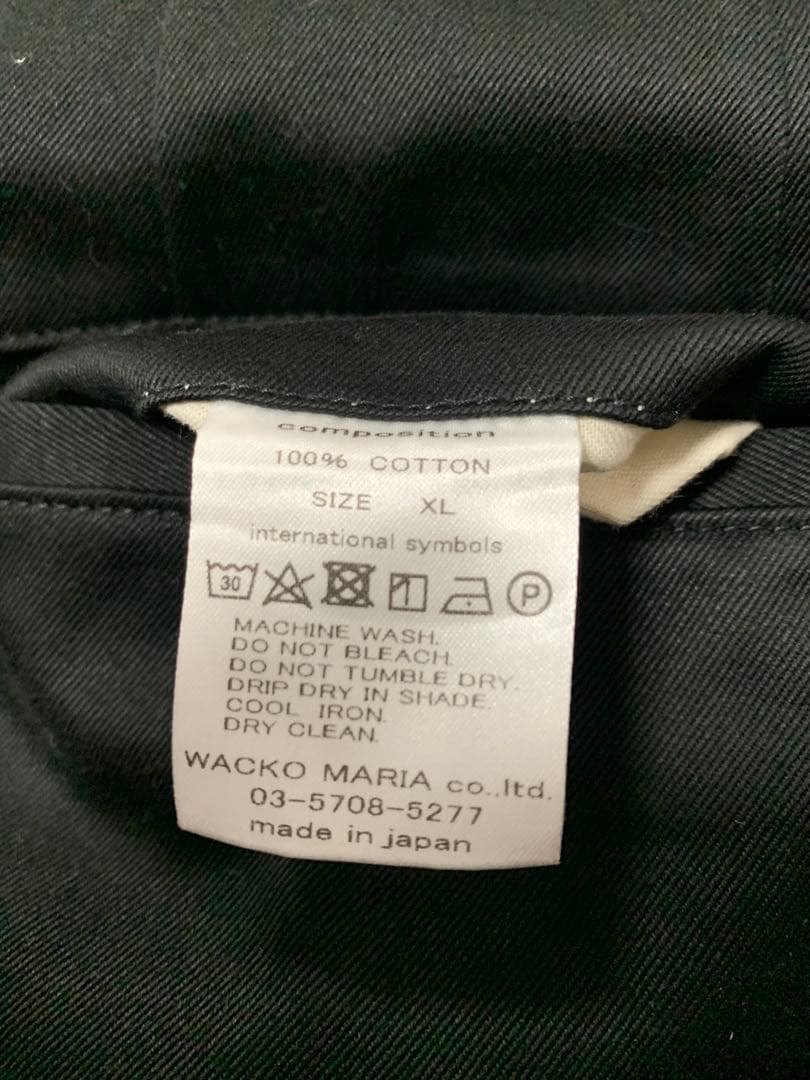 composition
100% COTTON
SIZE XL
international symbols
30 P
MACHINE WASH.
DO NOT BLEACH.
DO NOT TUMBLE DRY.
DRIP DRY IN SHADE.
COOL IRON.
DRY CLEAN.
WACKO MARIA co.,ltd.
03-5708-5277
made in japan